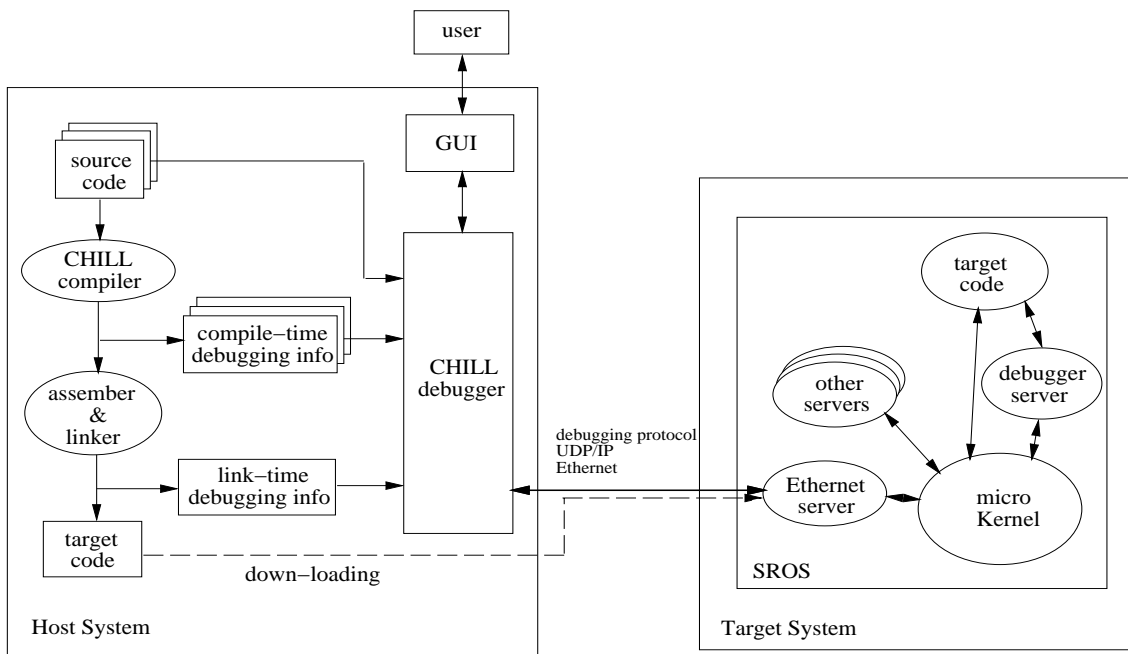 user
GUI
source
code
CHILL
compiler
compile−time
debugging info
assember
&
linker
link−time
debugging info
target
code
down−loading
CHILL
debugger
Host System
debugging protocol
UDP/IP
Ethernet
target
code
debugger
server
other
servers
Ethernet
server
micro
Kernel
SROS
Target System